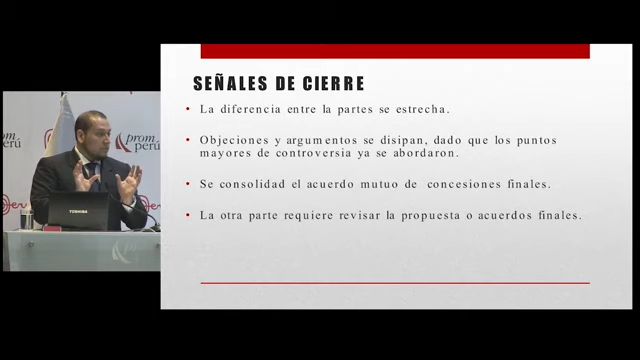 SEÑALES DE CIERRE
• La diferencia entre la partes se estrecha.
• Objeciones y argumentos se disipan, dado que los puntos
mayores de controversia ya se abordaron.
• Se consolidad el acuerdo mutuo de concesiones finales.
• La otra parte requiere revisar la propuesta o acuerdos finales.
prom
perú
TOSHIBA
prom